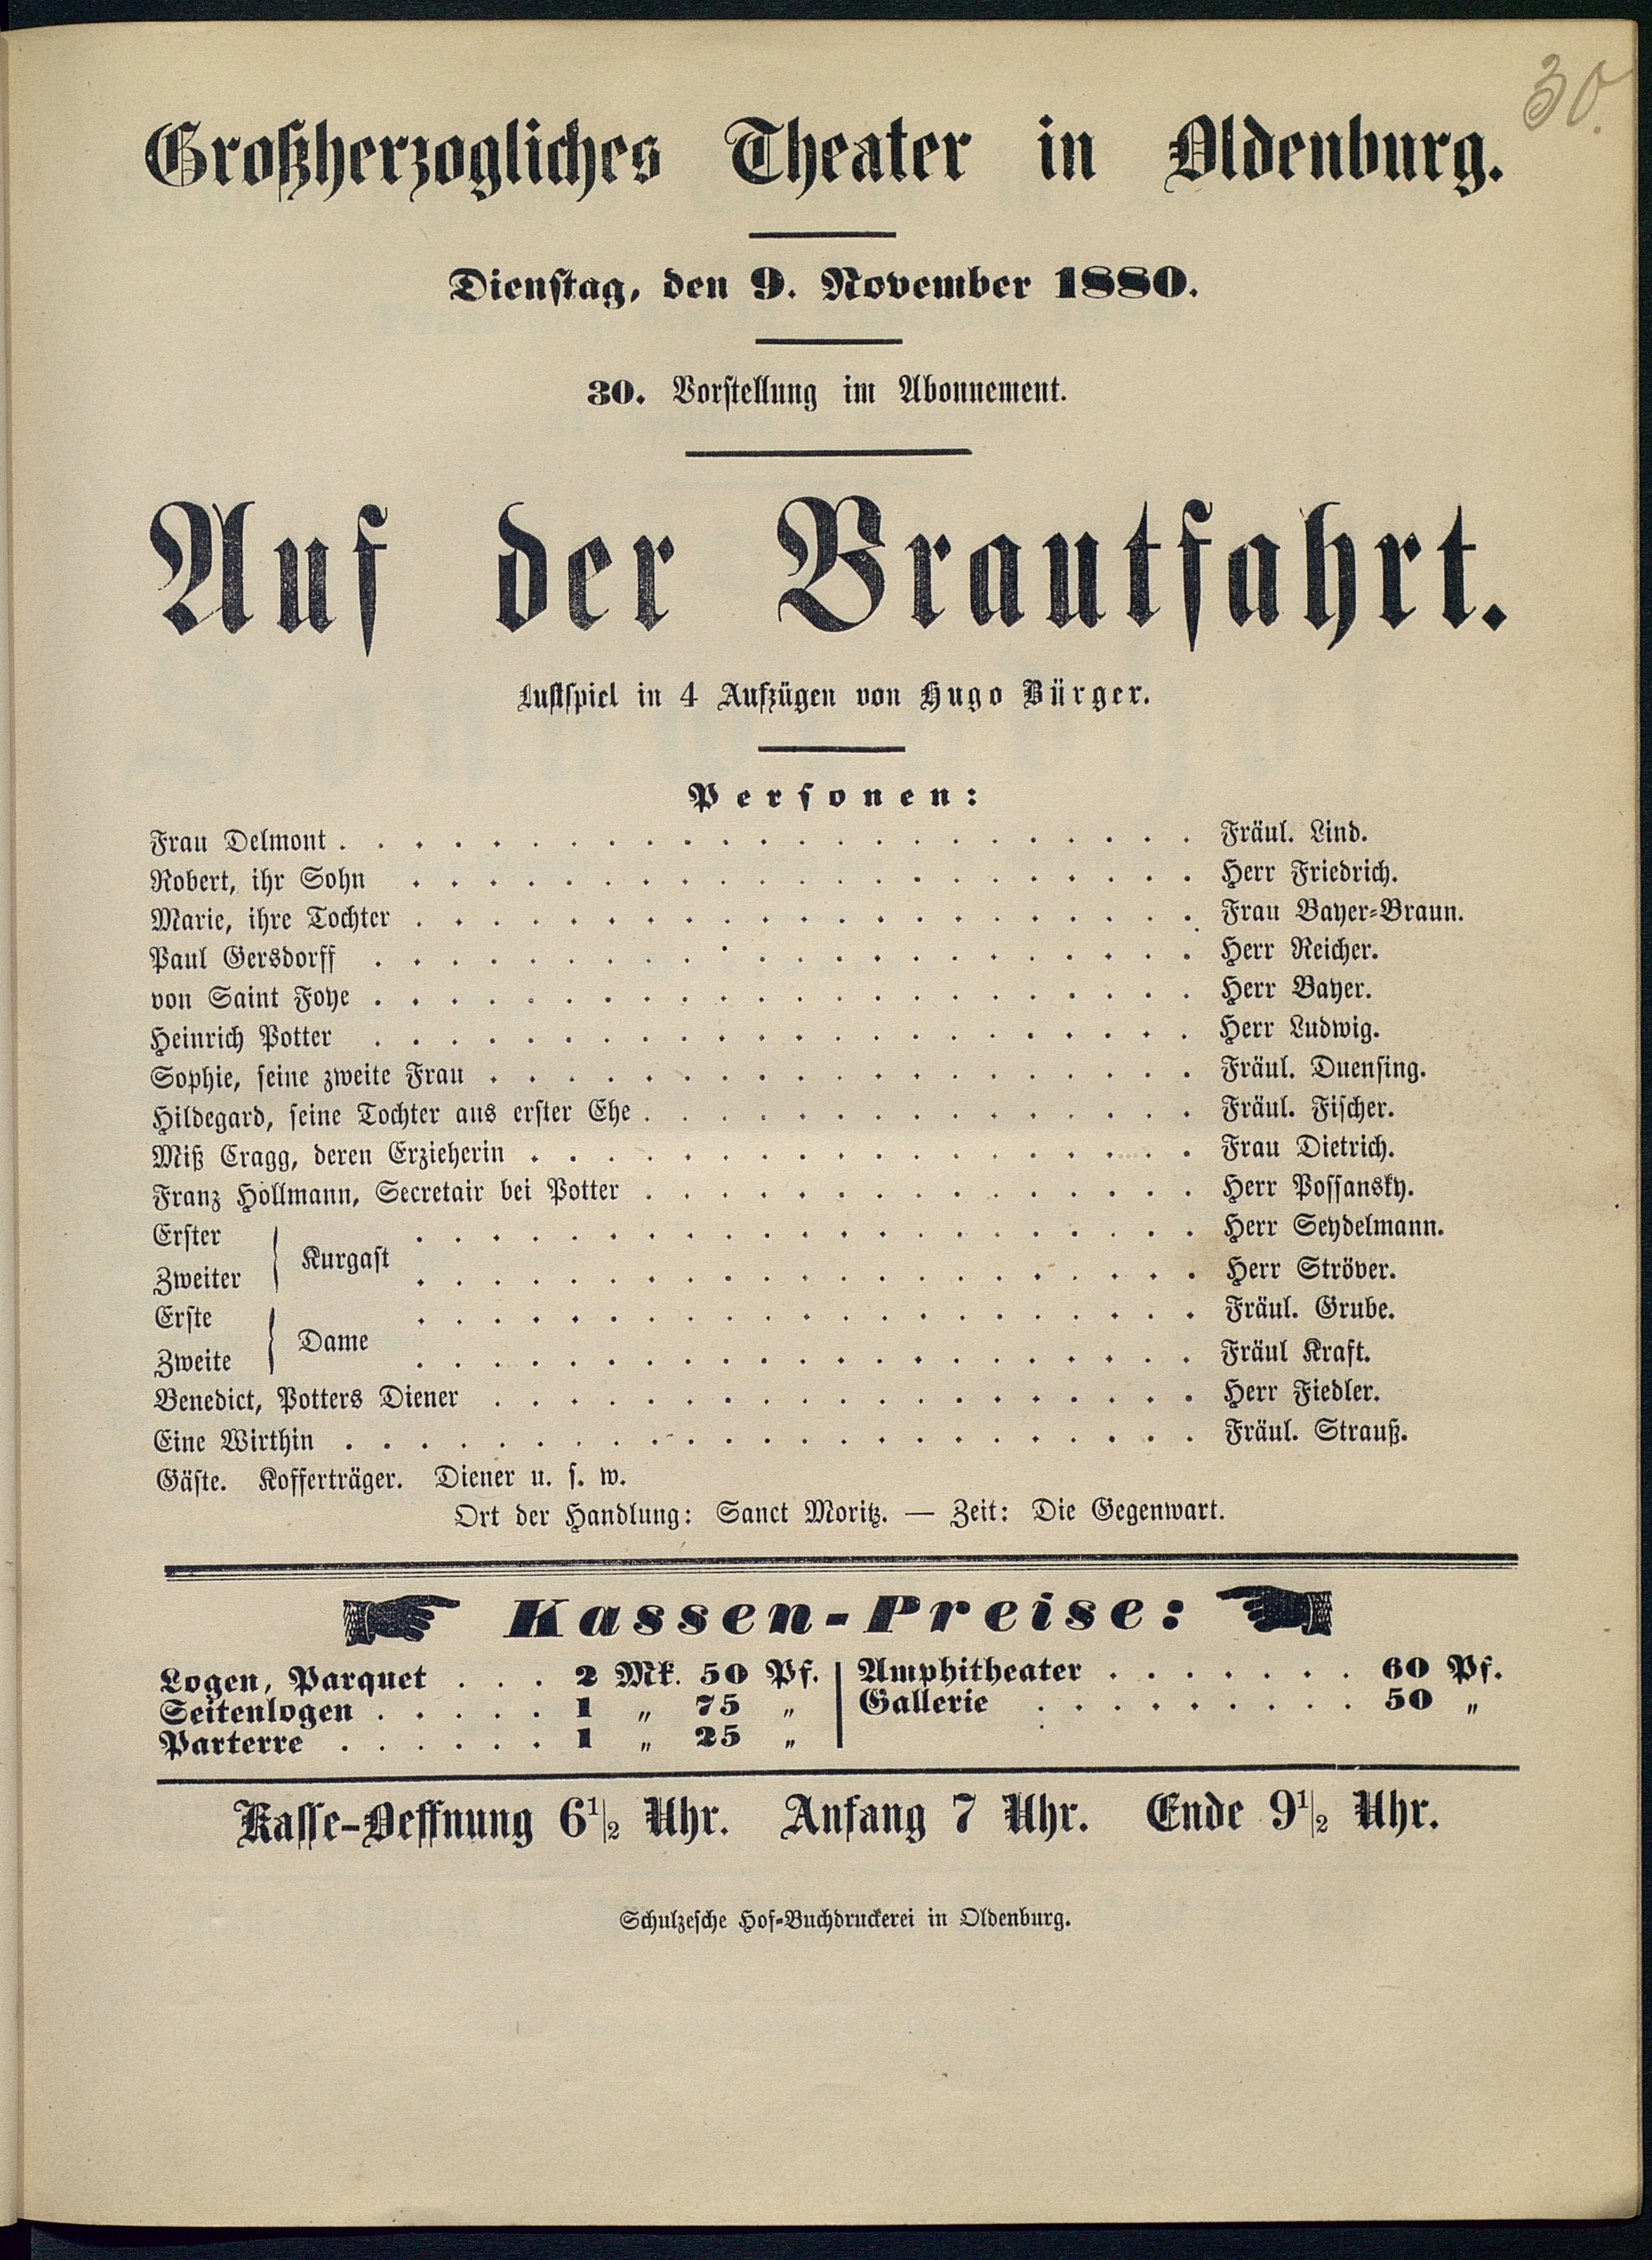 30.
Großherzogliches Theater in Oldenburg.
Dienstag, den 9. November 1880.
30. Vorstellung im Abonnement.
Auf der Brautfahrt.
Lustspiel in 4 Aufzügen von Hugo Bürger.
Personen:
Frau Delmont . . . . . . . . . . Fräul. Lind.
Robert, ihr Sohn . . . . . . . . . . Herr Friedrich.
Marie, ihre Tochter . . . . . . . . . . Frau Bayer-Braun.
Paul Gersdorff . . . . . . . . . . Herr Reicher.
von Saint Foye . . . . . . . . . . Herr Bayer.
Heinrich Potter . . . . . . . . . . Herr Ludwig.
Sophie, seine zweite Frau . . . . . . . . . . Fräul. Duensing.
Hildegard, seine Tochter aus erster Ehe . . . . . . . . . . Fräul. Fischer.
Miß Cragg, deren Erzieherin . . . . . . . . . . Frau Dietrich.
Franz Hollmann, Secretair bei Potter . . . . . . . . . . Herr Possansky.
Erster . . . . . . . . . . Herr Seydelmann.
Kurgast
Zweiter . . . . . . . . . . Herr Ströver.
Erste . . . . . . . . . . Fräul. Grube.
Dame
Zweite . . . . . . . . . . Fräul Kraft.
Benedict, Potters Diener . . . . . . . . . . Herr Fiedler.
Eine Wirthin . . . . . . . . . . Fräul. Strauß.
Gäste. Kofferträger. Diener u. s. w.
Ort der Handlung: Sanct Moritz. — Zeit: Die Gegenwart.
Kassen-Preise:
Logen, Parquet . . . 2 Mk. 50 Pf. | Amphitheater . . . . . . . 60 Pf.
Seitenlogen . . . . . 1 „ 75 „ | Gallerie . . . . . . . . . 50 „
Parterre . . . . . . 1 „ 25 „
Kasse-Oeffnung 6½ Uhr. Anfang 7 Uhr. Ende 9½ Uhr.
Schulzesche Hof-Buchdruckerei in Oldenburg.